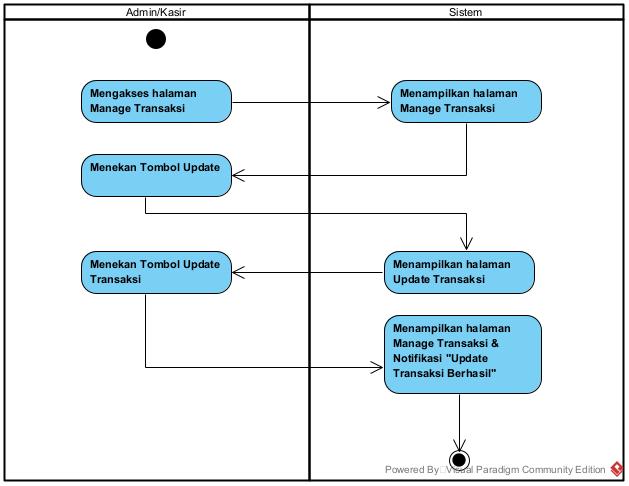 Admin/Kasir
Sistem
Mengakses halaman
Manage Transaksi
Menampilkan halaman
Manage Transaksi
Menekan Tombol Update
Menekan Tombol Update
Transaksi
Menampilkan halaman
Update Transaksi
Menampilkan halaman
Manage Transaksi &
Notifikasi "Update
Transaksi Berhasil"
Powered By Visual Paradigm Community Edition